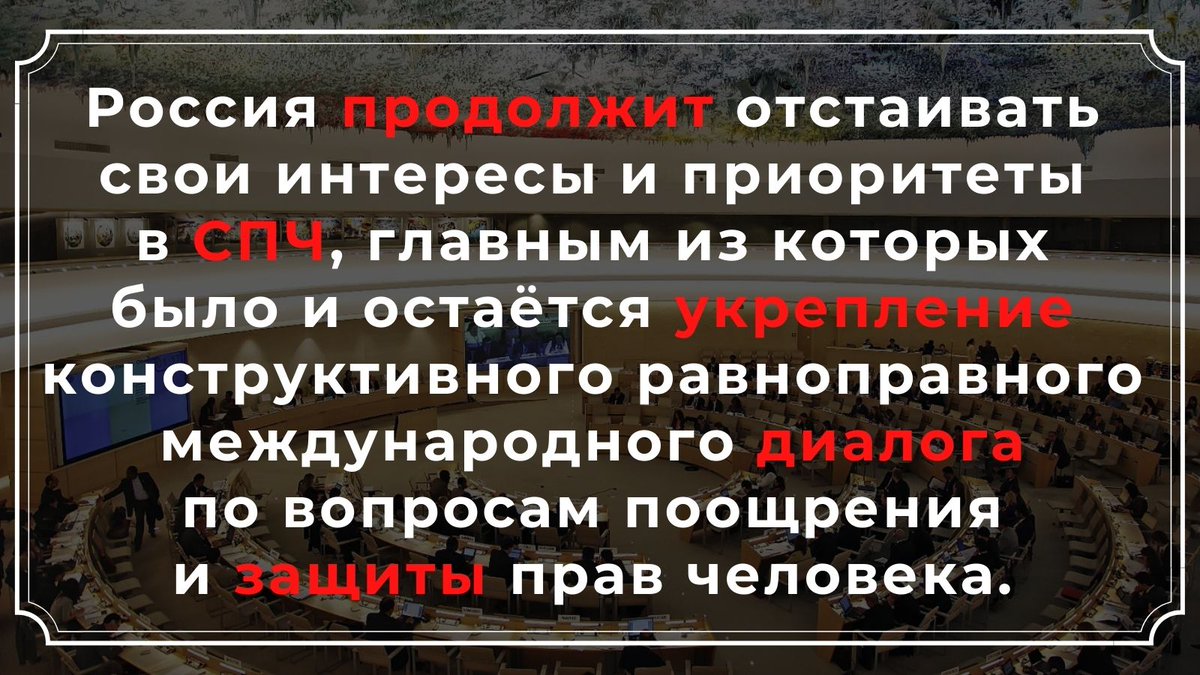 Россия продолжит отстаивать
свои интересы и приоритеты
в СПЧ, главным из которых
было и остаётся укрепление
конструктивного равноправного
международного диалога
по вопросам поощрения
и защиты прав человека.